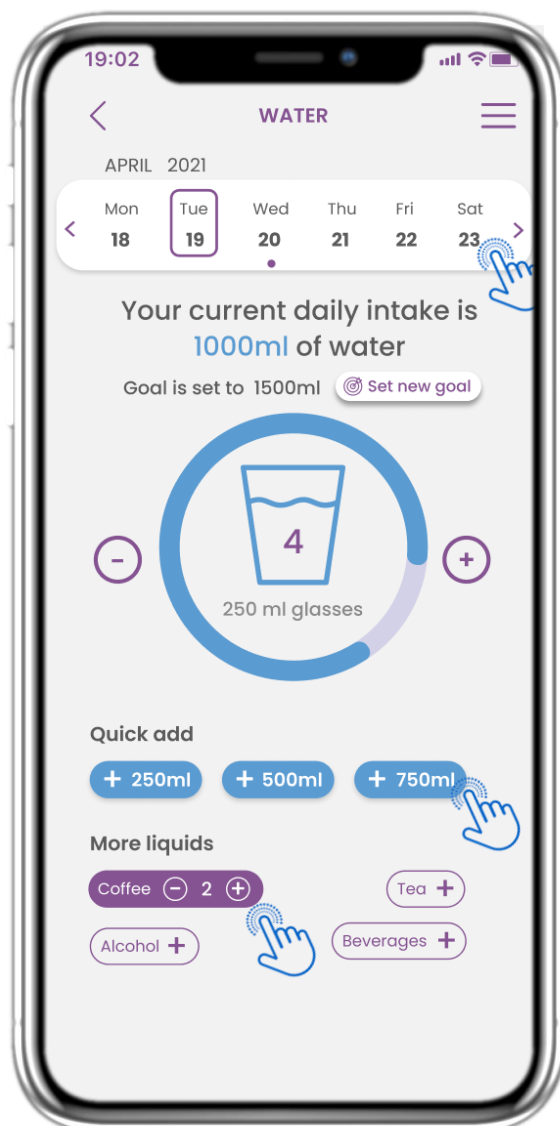 19:02
WATER
APRIL 2021
Mon Tue Wed Thu Fri Sat
< 18 19 20 21 22 23 >
Your current daily intake is
1000ml of water
Goal is set to 1500ml Set new goal
4
- +
250 ml glasses
Quick add
+ 250ml + 500ml + 750ml
More liquids
Coffee - 2 + Tea +
Alcohol + Beverages +